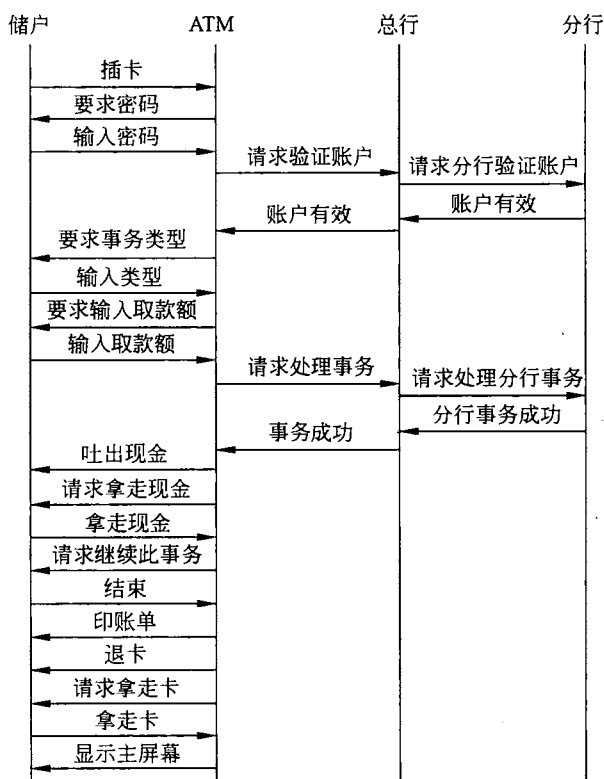 储户 ATM 总行 分行
插卡
要求密码
输入密码
请求验证账户 请求分行验证账户
账户有效 账户有效
要求事务类型
输入类型
要求输入取款额
输入取款额
请求处理事务 请求处理分行事务
事务成功 分行事务成功
吐出现金
请求拿走现金
拿走现金
请求继续此事务
结束
印账单
退卡
请求拿走卡
拿走卡
显示主屏幕